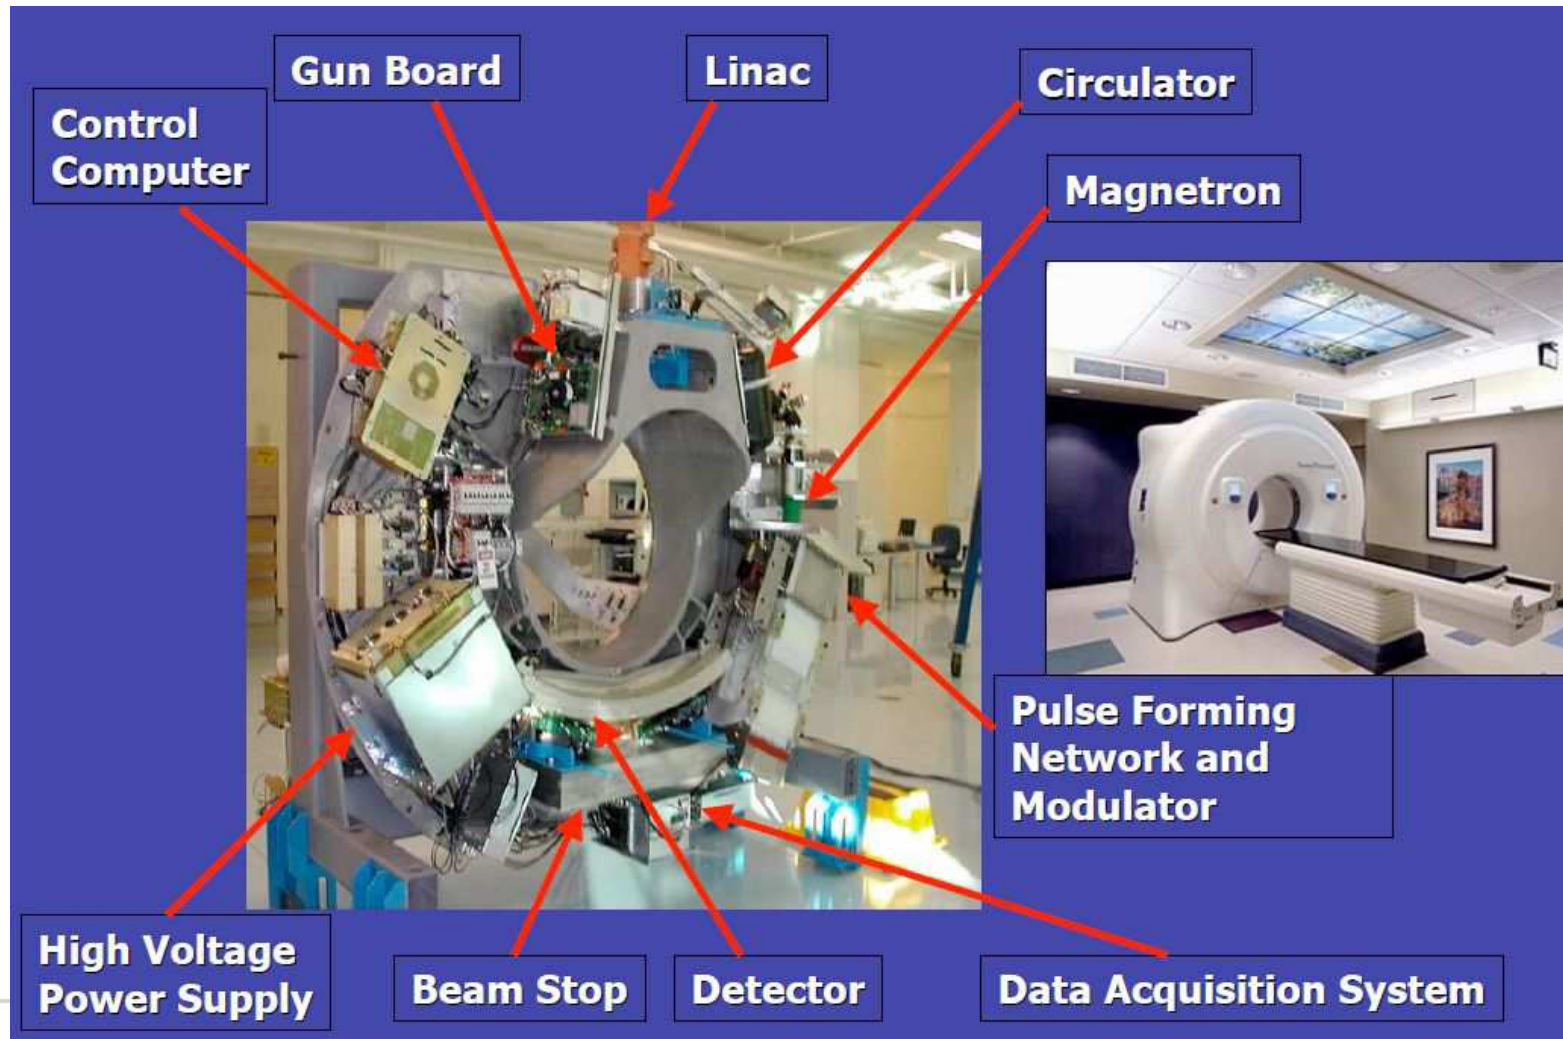 Gun Board
Linac
Circulator
Control
Computer
Magnetron
Pulse Forming
Network and
Modulator
High Voltage
Power Supply
Beam Stop
Detector
Data Acquisition System